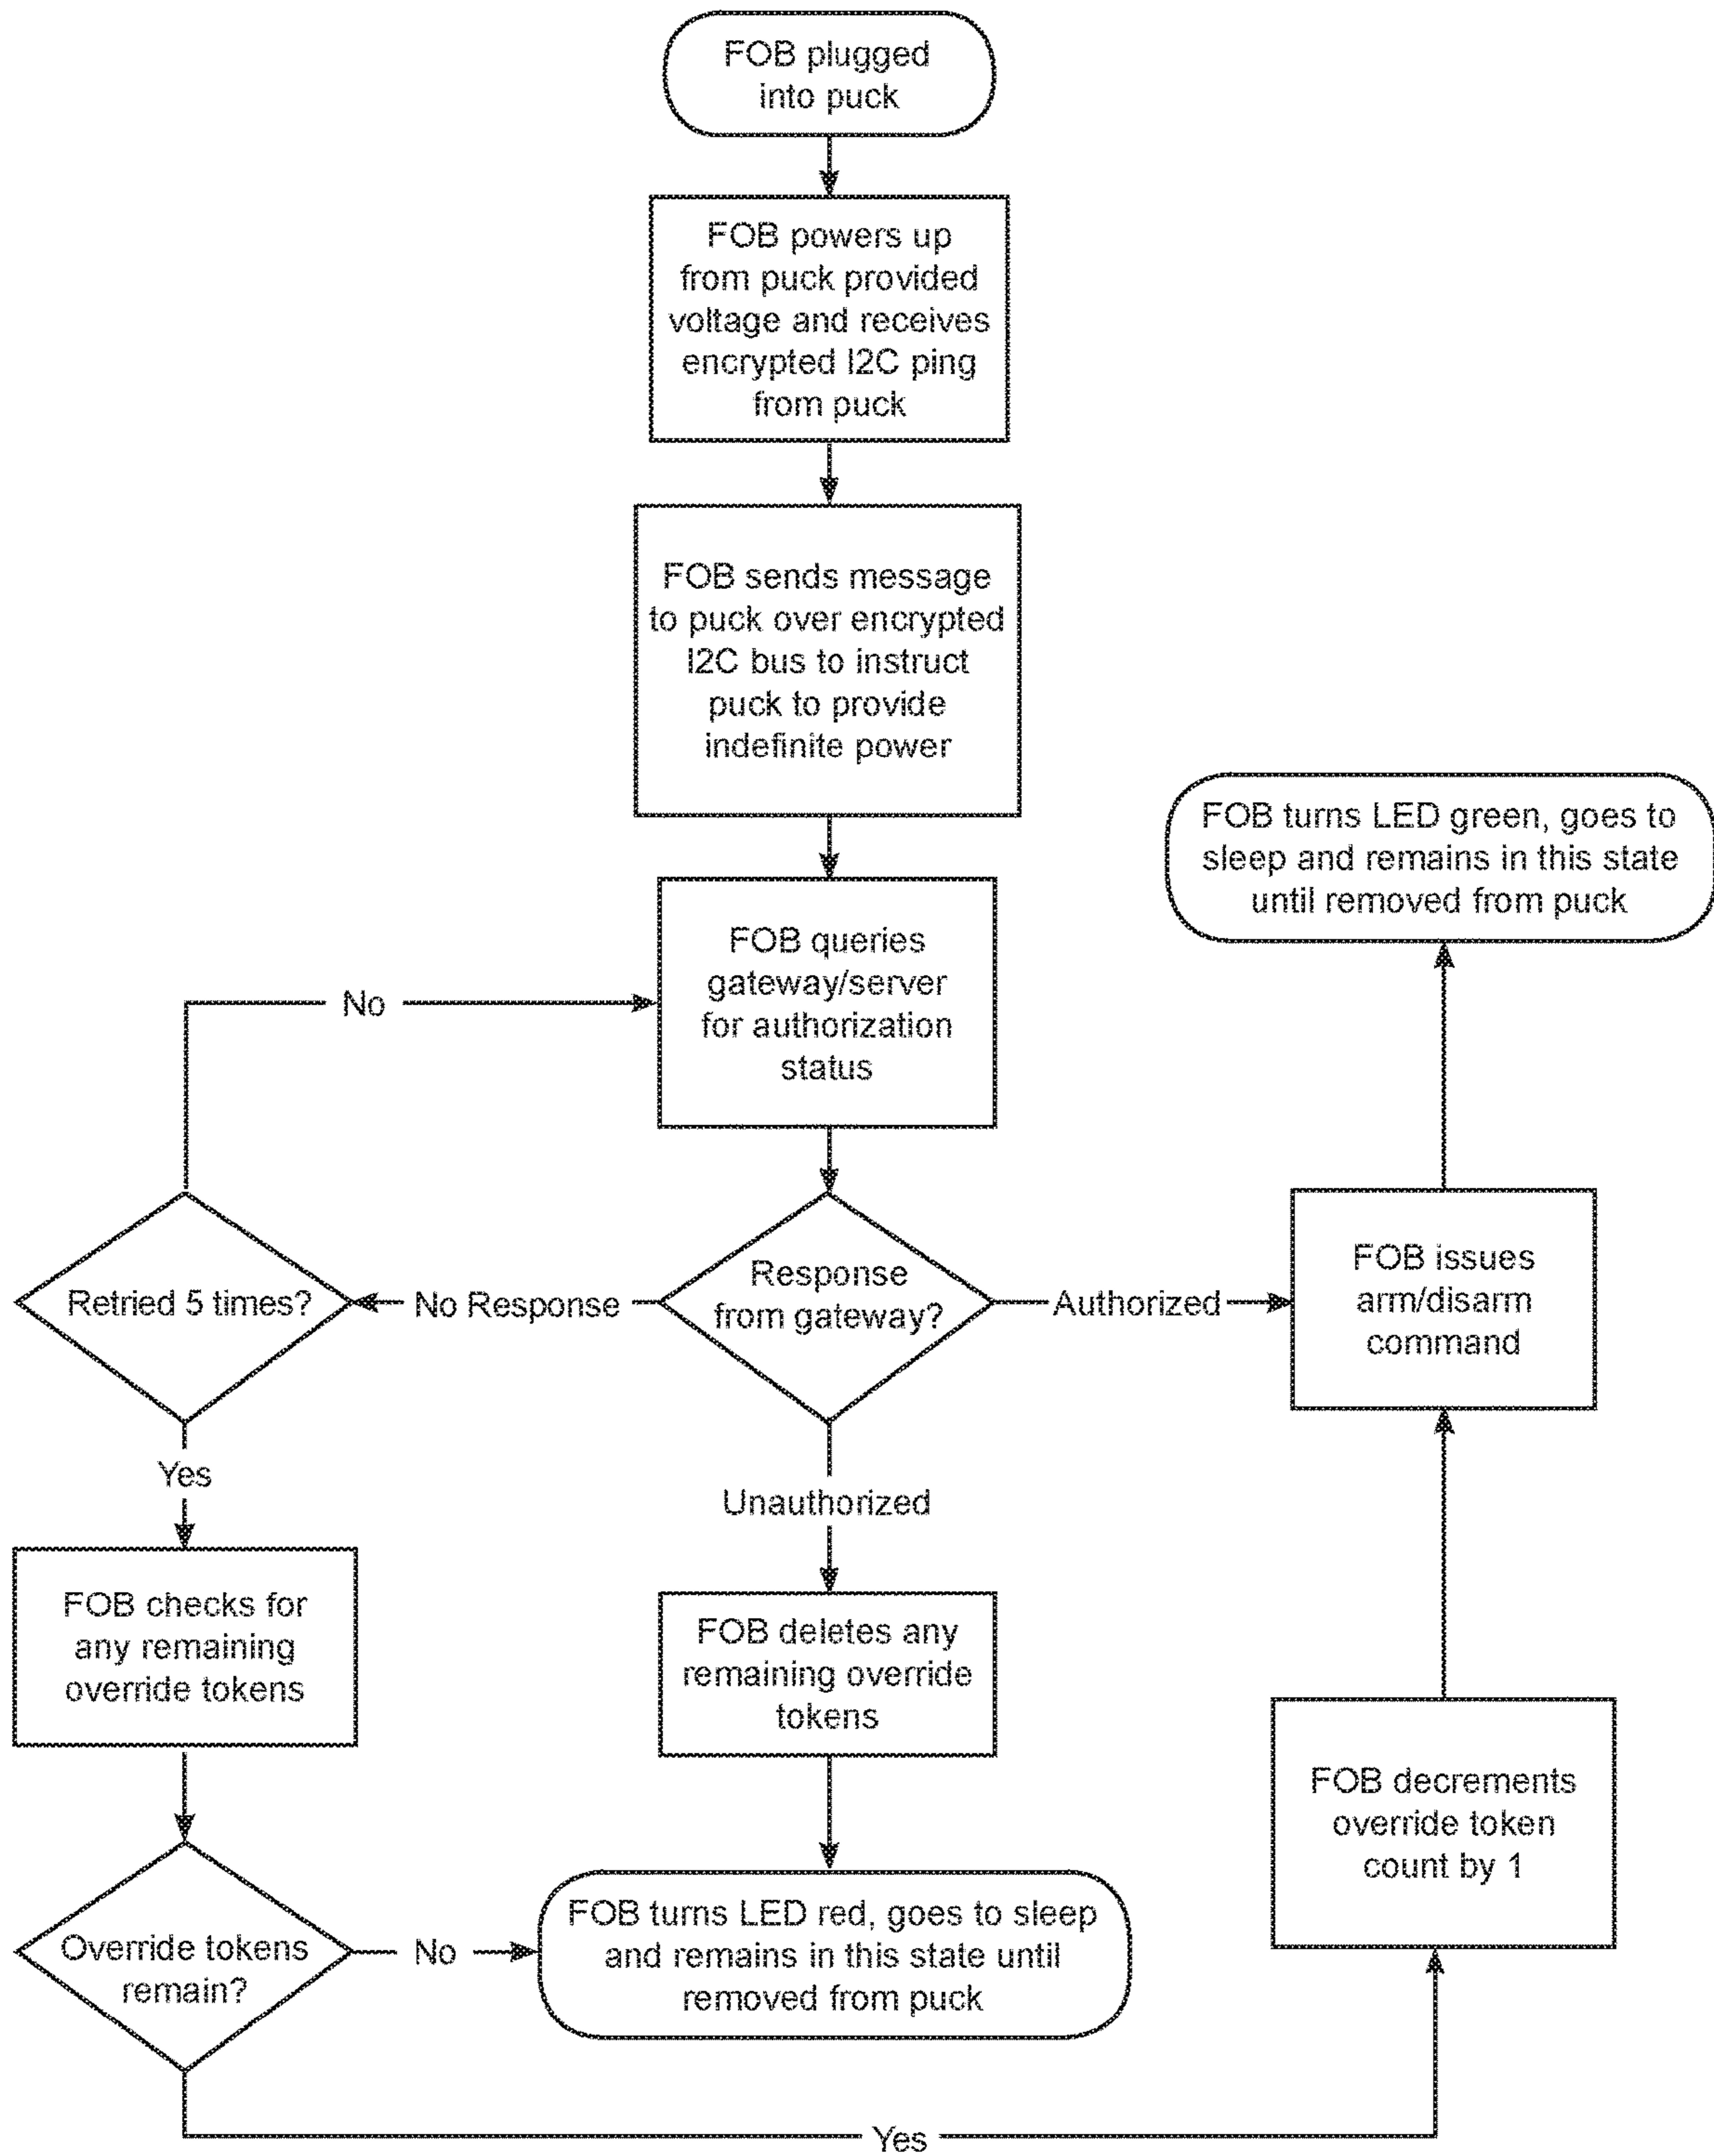 FOB plugged
into puck
FOB powers up
from puck provided
voltage and receives
encrypted I2C ping
from puck
FOB sends message
to puck over encrypted
I2C bus to instruct
puck to provide
indefinite power
FOB turns LED green, goes to
sleep and remains in this state
until removed from puck
FOB queries
gateway/server
for authorization
status
No
Retried 5 times?
No Response
Response
from gateway?
Authorized
FOB issues
arm/disarm
command
Yes
Unauthorized
FOB checks for
any remaining
override tokens
FOB deletes any
remaining override
tokens
FOB decrements
override token
count by 1
Override tokens
remain?
No
FOB turns LED red, goes to sleep
and remains in this state until
removed from puck
Yes